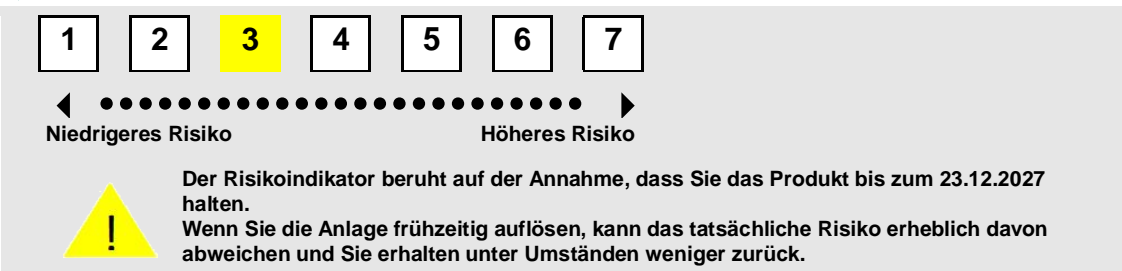 1 2 3 4 5 6 7
Niedrigeres Risiko Höheres Risiko
Der Risikoindikator beruht auf der Annahme, dass Sie das Produkt bis zum 23.12.2027
halten.
Wenn Sie die Anlage frühzeitig auflösen, kann das tatsächliche Risiko erheblich davon
abweichen und Sie erhalten unter Umständen weniger zurück.
!